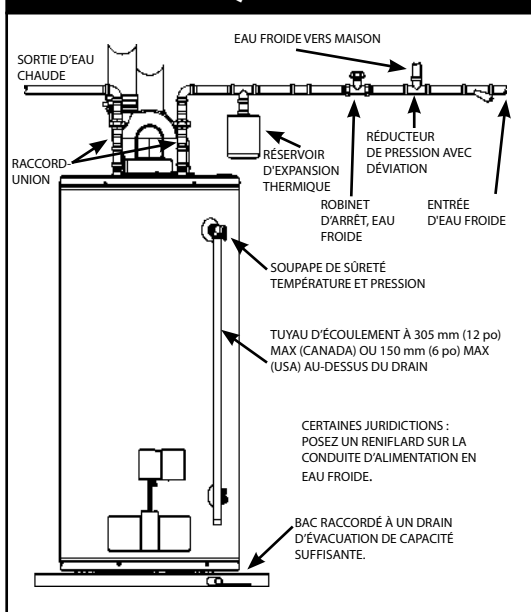 EAU FROIDE VERS MAISON
SORTIE D'EAU
CHAUDE
RACCORD-
UNION
RÉSERVOIR
D'EXPANSION
THERMIQUE
RÉDUCTEUR
DE PRESSION AVEC
DÉVIATION
ROBINET
D'ARRÊT, EAU
FROIDE
ENTRÉE
D'EAU FROIDE
SOUPAPE DE SÛRETÉ
TEMPÉRATURE ET PRESSION
TUYAU D'ÉCOULEMENT À 305 mm (12 po)
MAX (CANADA) OU 150 mm (6 po) MAX
(USA) AU-DESSUS DU DRAIN
CERTAINES JURIDICTIONS :
POSEZ UN RENIFLARD SUR LA
CONDUITE D'ALIMENTATION EN
EAU FROIDE.
BAC RACCORDÉ À UN DRAIN
D'ÉVACUATION DE CAPACITÉ
SUFFISANTE.